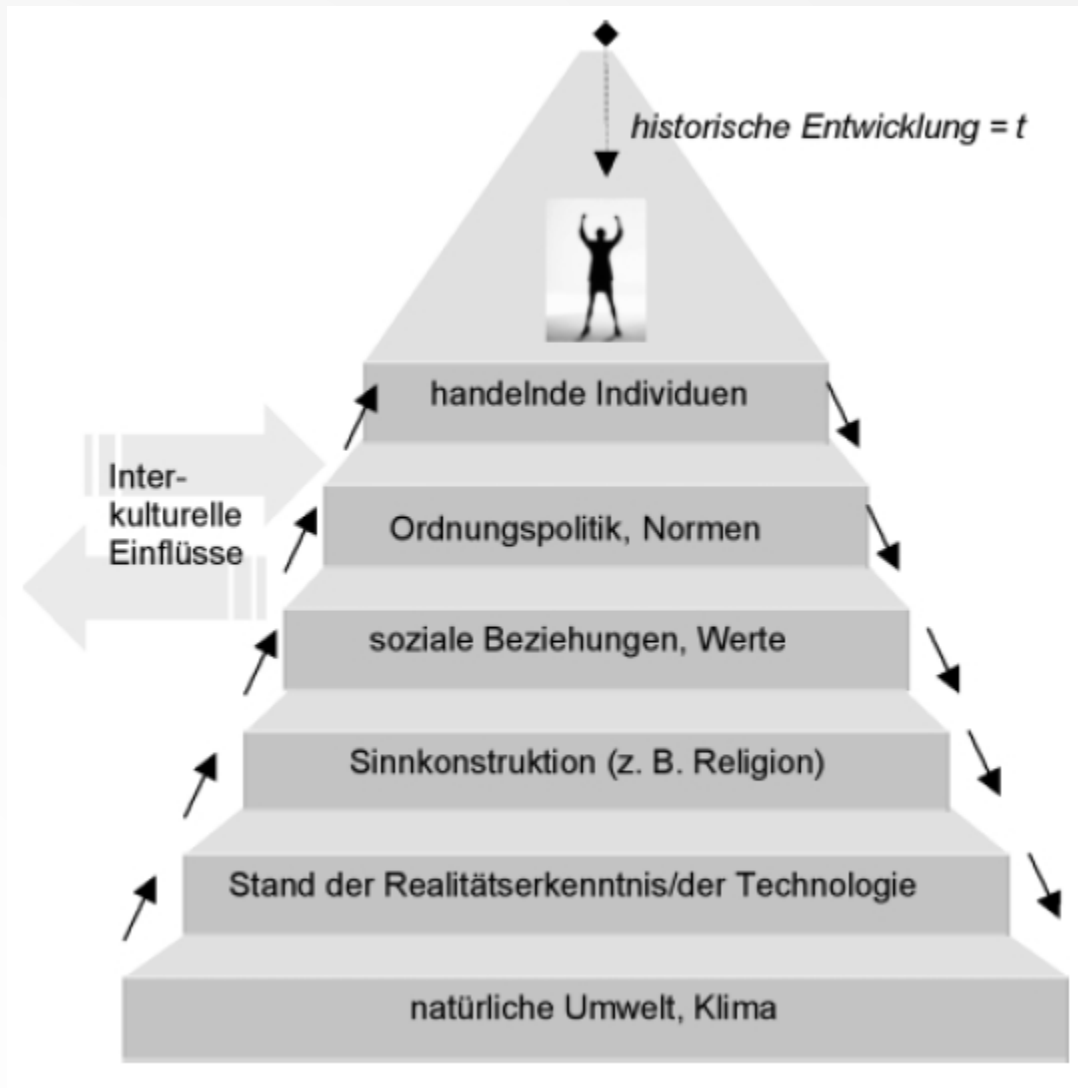 historische Entwicklung = t
handelnde Individuen
Inter-
kulturelle
Einflüsse
Ordnungspolitik, Normen
soziale Beziehungen, Werte
Sinnkonstruktion (z. B. Religion)
Stand der Realitätserkenntnis/der Technologie
natürliche Umwelt, Klima